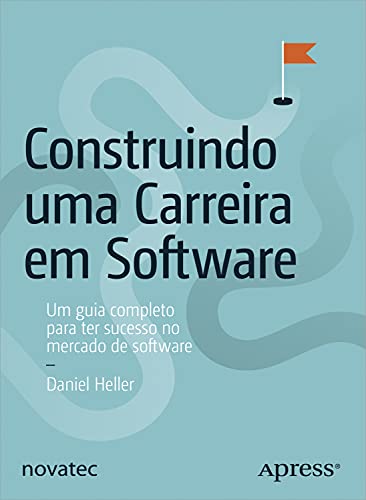 Construindo
uma Carreira
em Software
Um guia completo
para ter sucesso no
mercado de software
–
Daniel Heller
novatec
Apress®